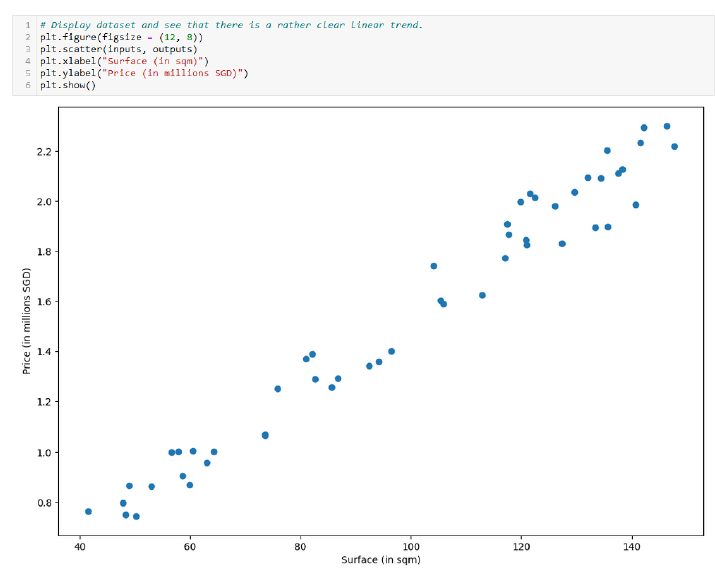 1 # Display dataset and see that there is a rather clear linear trend.
2 plt.figure(figsize = (12, 8))
3 plt.scatter(inputs, outputs)
4 plt.xlabel("Surface (in sqm)")
5 plt.ylabel("Price (in millions SGD)")
6 plt.show()
2.2
2.0
1.8
1.6
1.4
1.2
1.0
0.8
Price (in millions SGD)
40 60 80 100 120 140
Surface (in sqm)